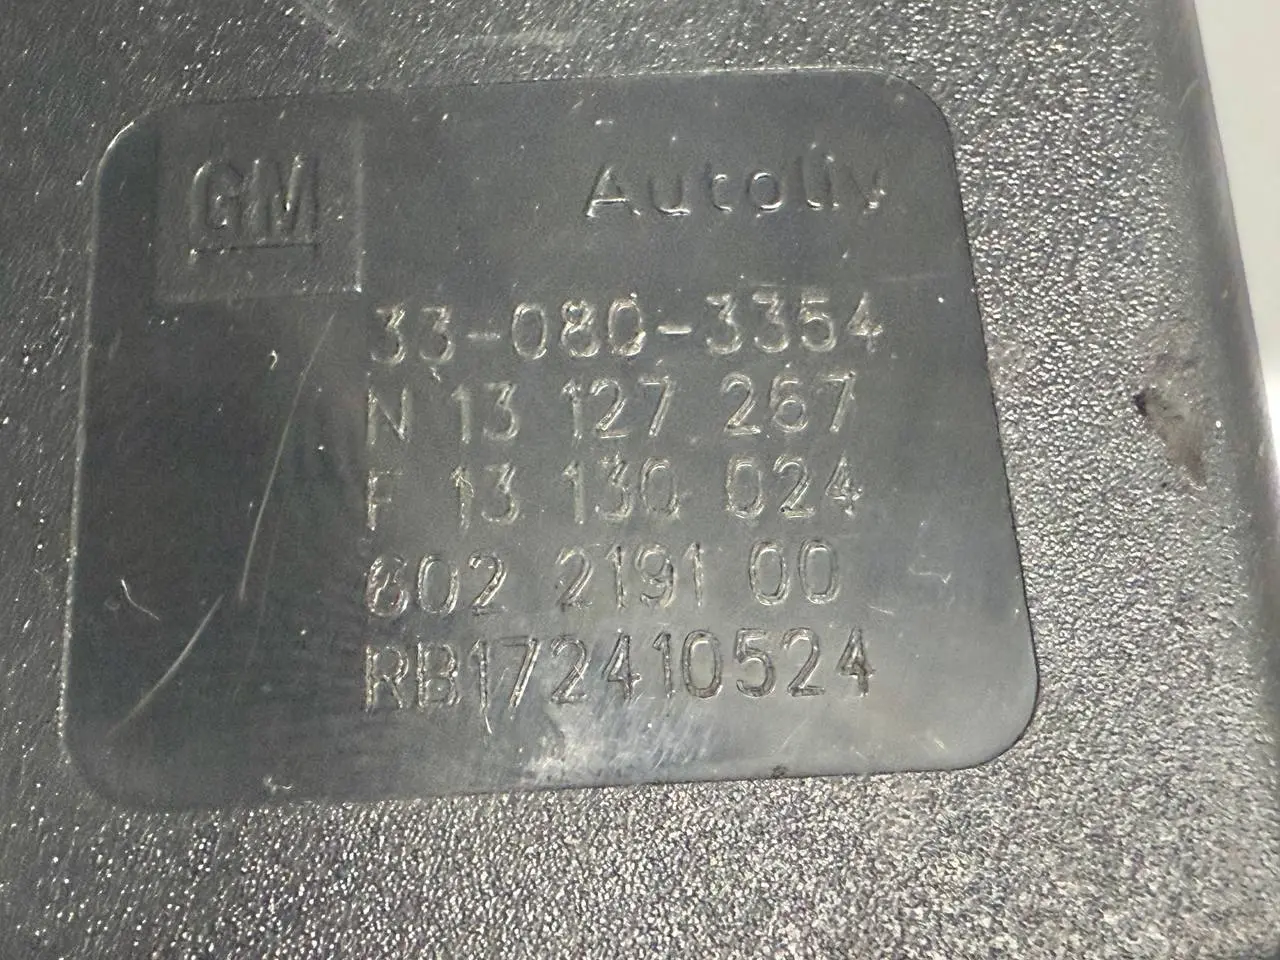 GM Autoliv
33-080-3354
N 13 127 267
F 13 130 024
602 2191 00
RB172410524